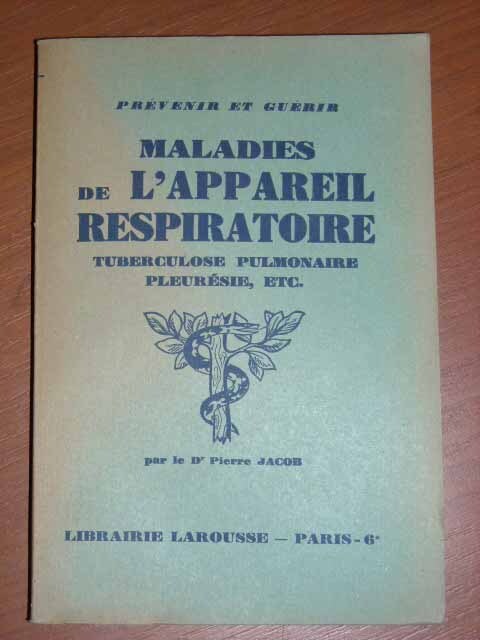 PRÉVENIR ET GUÉRIR
MALADIES
DE L'APPAREIL
RESPIRATOIRE
TUBERCULOSE PULMONAIRE
PLEURÉSIE, ETC.
par le Dr Pierre JACOB
LIBRAIRIE LAROUSSE — PARIS-6e